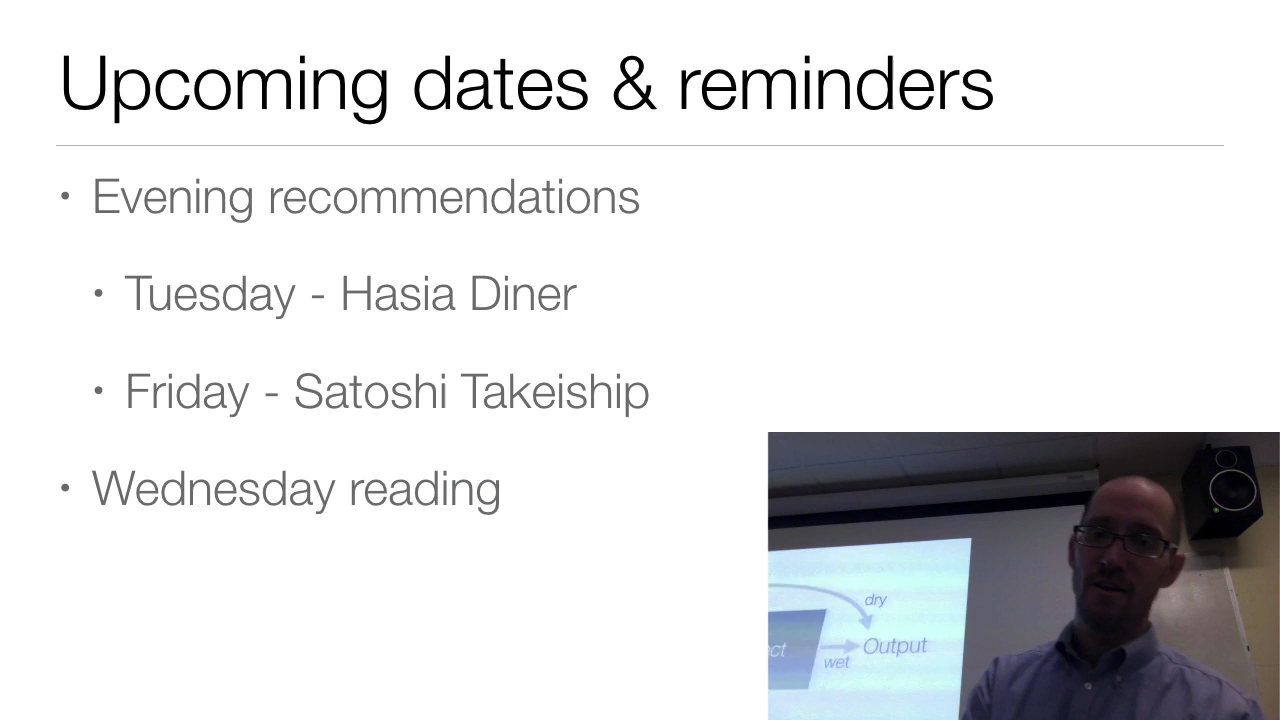 Upcoming dates & reminders
• Evening recommendations
• Tuesday - Hasia Diner
• Friday - Satoshi Takeiship
• Wednesday reading
dry
Output
wet